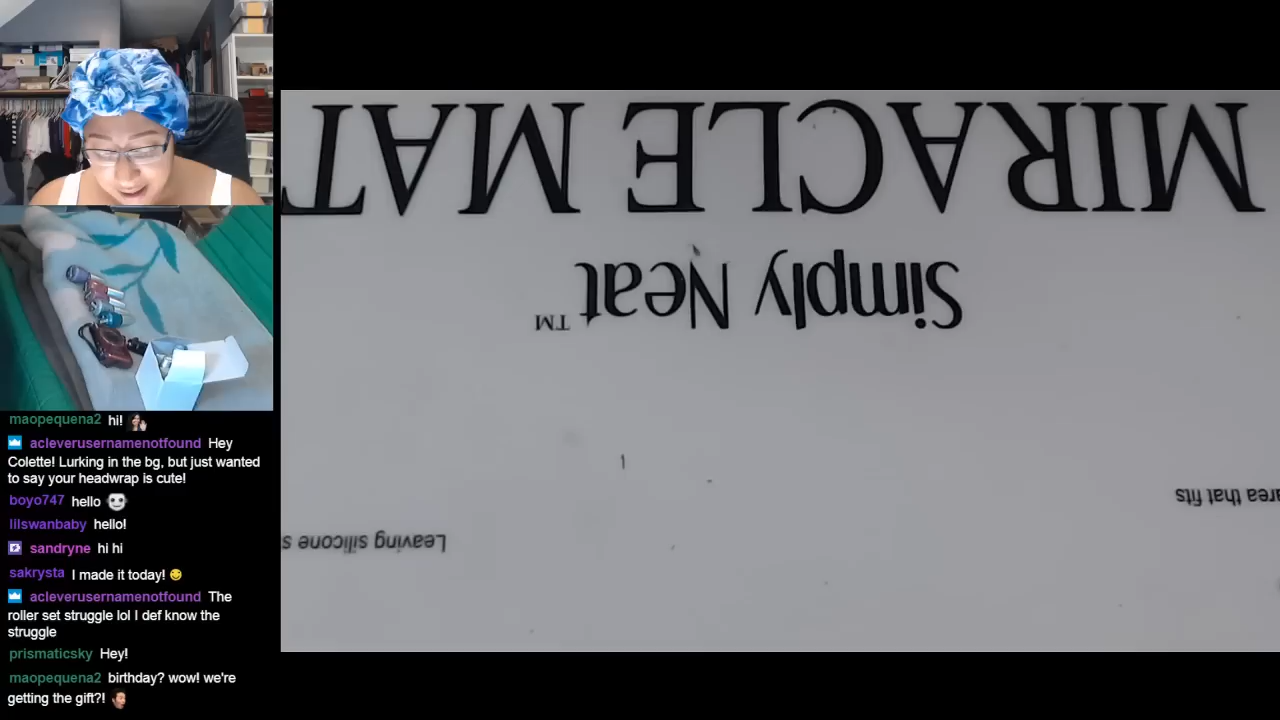 maopequena2 hi!
acleverusernamenotfound Hey
Colette! Lurking in the bg, but just wanted
to say your headwrap is cute!
boyo747 hello
lilswanbaby hello!
sandryne hi hi
sakrysta I made it today!
acleverusernamenotfound The
roller set struggle lol I def know the
struggle
prismaticsky Hey!
maopequena2 birthday? wow! we're
getting the gift?!
Leaving silicone
area that fits
Simply Neat™
MIRACLE MAT